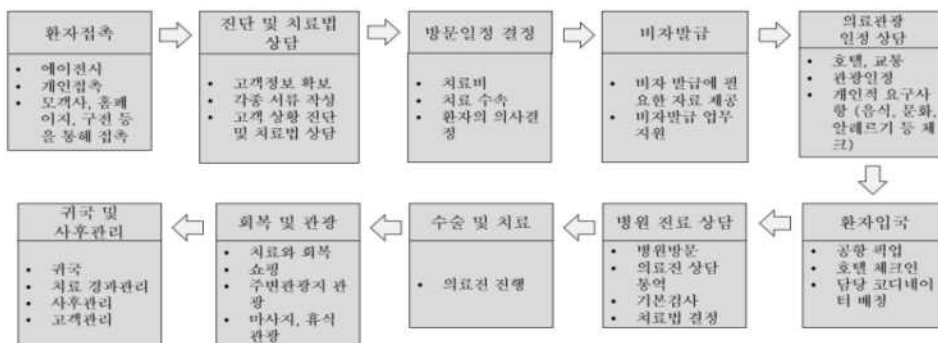 환자접촉
• 에이전시
• 개인접촉
• 모객사, 홈페
이지, 구전 등
을 통해 접촉
진단 및 치료법
상담
• 고객정보 확보
• 각종 서류 작성
• 고객 상황 진단
및 치료법 상담
방문일정 결정
• 치료비
• 치료 수속
• 환자의 의사결
정
비자발급
• 비자 발급에 필
요한 자료 제공
• 비자발급 업무
지원
의료관광
일정 상담
• 호텔, 교통
• 관광일정
• 개인적 요구사
항 (음식, 문화,
알레르기 등 체
크)
환자입국
• 공항 픽업
• 호텔 체크인
• 담당 코디네이
터 배정
병원 진료 상담
• 병원방문
• 의료진 상담
통역
• 기본검사
• 치료법 결정
수술 및 치료
• 의료진 진행
회복 및 관광
• 치료와 회복
• 쇼핑
• 주변관광지 관
광
• 마사지, 휴식
관광
귀국 및
사후관리
• 귀국
• 치료 경과관리
• 사후관리
• 고객관리